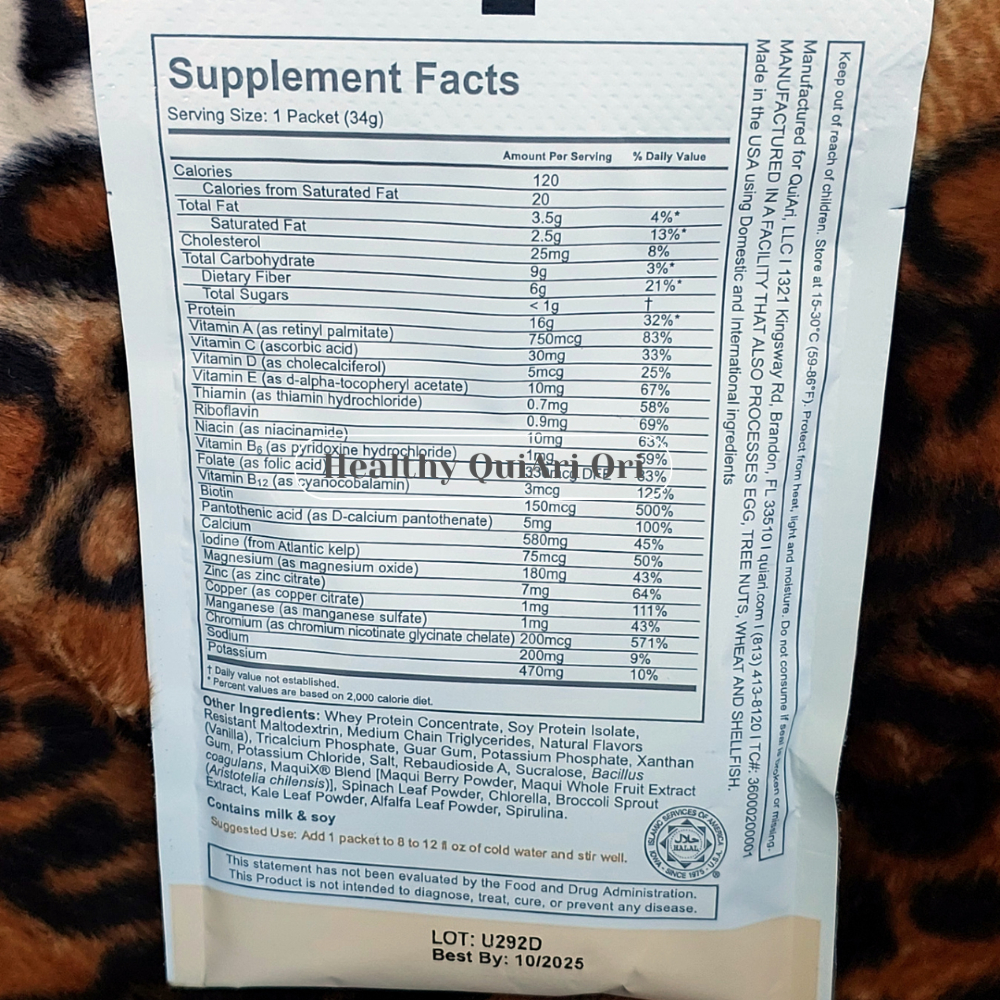 Supplement Facts
Serving Size: 1 Packet (34g)
Amount Per Serving % Daily Value
Calories 120
Calories from Saturated Fat 20
Total Fat 3.5g 4%*
Saturated Fat 2.5g 13%*
Cholesterol 25mg 8%
Total Carbohydrate 9g 3%*
Dietary Fiber 6g 21%*
Total Sugars < 1g †
Protein 16g 32%*
Vitamin A (as retinyl palmitate) 750mcg 83%
Vitamin C (ascorbic acid) 30mg 33%
Vitamin D (as cholecalciferol) 5mcg 25%
Vitamin E (as d-alpha-tocopheryl acetate) 10mg 67%
Thiamin (as thiamin hydrochloride) 0.7mg 58%
Riboflavin 0.9mg 69%
Niacin (as niacinamide) 10mg 63%
Vitamin B6 (as pyridoxine hydrochloride) 1mg 59%
Folate (as folic acid) DFE 83%
Vitamin B12 (as cyanocobalamin) 3mcg 125%
Biotin 150mcg 500%
Pantothenic acid (as D-calcium pantothenate) 5mg 100%
Calcium 580mg 45%
Iodine (from Atlantic kelp) 75mcg 50%
Magnesium (as magnesium oxide) 180mg 43%
Zinc (as zinc citrate) 7mg 64%
Copper (as copper citrate) 1mg 111%
Manganese (as manganese sulfate) 1mg 43%
Chromium (as chromium nicotinate glycinate chelate) 200mcg 571%
Sodium 200mg 9%
Potassium 470mg 10%
† Daily value not established.
* Percent values are based on 2,000 calorie diet.
Healthy QuiAri Ori
Other Ingredients: Whey Protein Concentrate, Soy Protein Isolate,
Resistant Maltodextrin, Medium Chain Triglycerides, Natural Flavors
(Vanilla), Tricalcium Phosphate, Guar Gum, Potassium Phosphate, Xanthan
Gum, Potassium Chloride, Salt, Rebaudioside A, Sucralose, Bacillus
coagulans, MaquiX® Blend [Maqui Berry Powder, Maqui Whole Fruit Extract
(Aristotelia chilensis)], Spinach Leaf Powder, Chlorella, Broccoli Sprout
Extract, Kale Leaf Powder, Alfalfa Leaf Powder, Spirulina.
Contains milk & soy
Suggested Use: Add 1 packet to 8 to 12 fl oz of cold water and stir well.
This statement has not been evaluated by the Food and Drug Administration.
This Product is not intended to diagnose, treat, cure, or prevent any disease.
ISLAMIC SERVICES OF AMERICA
حلال
HALAL
IOWA - SINCE 1975 - U.S.A.
®
LOT: U292D
Best By: 10/2025
Keep out of reach of children. Store at 15-30°C (59-86°F). Protect from heat, light and moisture. Do not consume if seal is broken or missing.
Manufactured for QuiAri, LLC | 1321 Kingsway Rd, Brandon, FL 33510 | quiari.com | (813) 413-8120 | TC#: 36000200001
MANUFACTURED IN A FACILITY THAT ALSO PROCESSES EGG, TREE NUTS, WHEAT AND SHELLFISH.
Made in the USA using Domestic and International ingredients